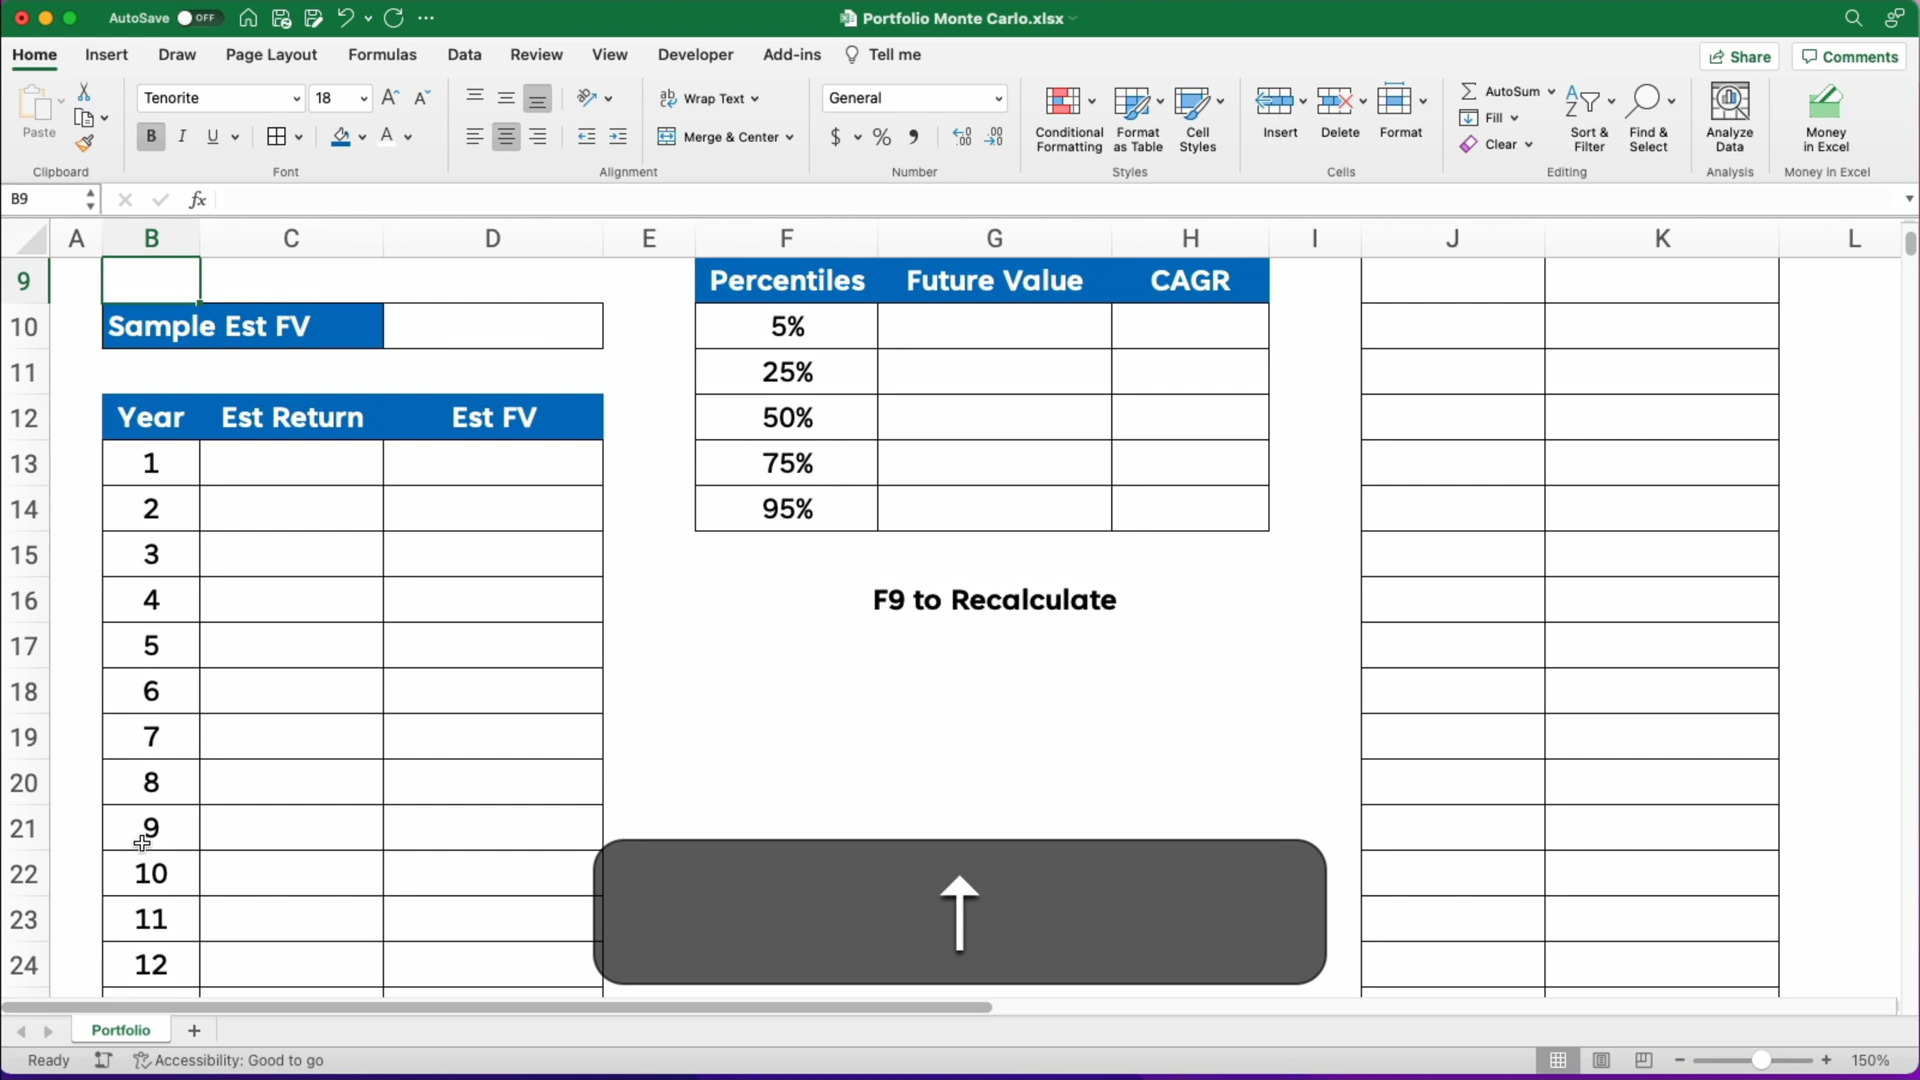 AutoSave OFF Portfolio Monte Carlo.xlsx
Home Insert Draw Page Layout Formulas Data Review View Developer Add-ins Tell me Share Comments
Paste Tenorite 18 Wrap Text General Conditional Formatting Format as Table Cell Styles Insert Delete Format AutoSum Sort & Filter Find & Select Analyze Data Money in Excel
B I U Merge & Center $ % Fill
Clear
Clipboard Font Alignment Number Styles Cells Editing Analysis Money in Excel
B9 fx
A B C D E F G H I J K L
9 Percentiles Future Value CAGR
10 Sample Est FV 5%
11 25%
12 Year Est Return Est FV 50%
13 1 75%
14 2 95%
15 3
16 4 F9 to Recalculate
17 5
18 6
19 7
20 8
21 9
22 10
23 11
24 12
Portfolio
Ready Accessibility: Good to go 150%